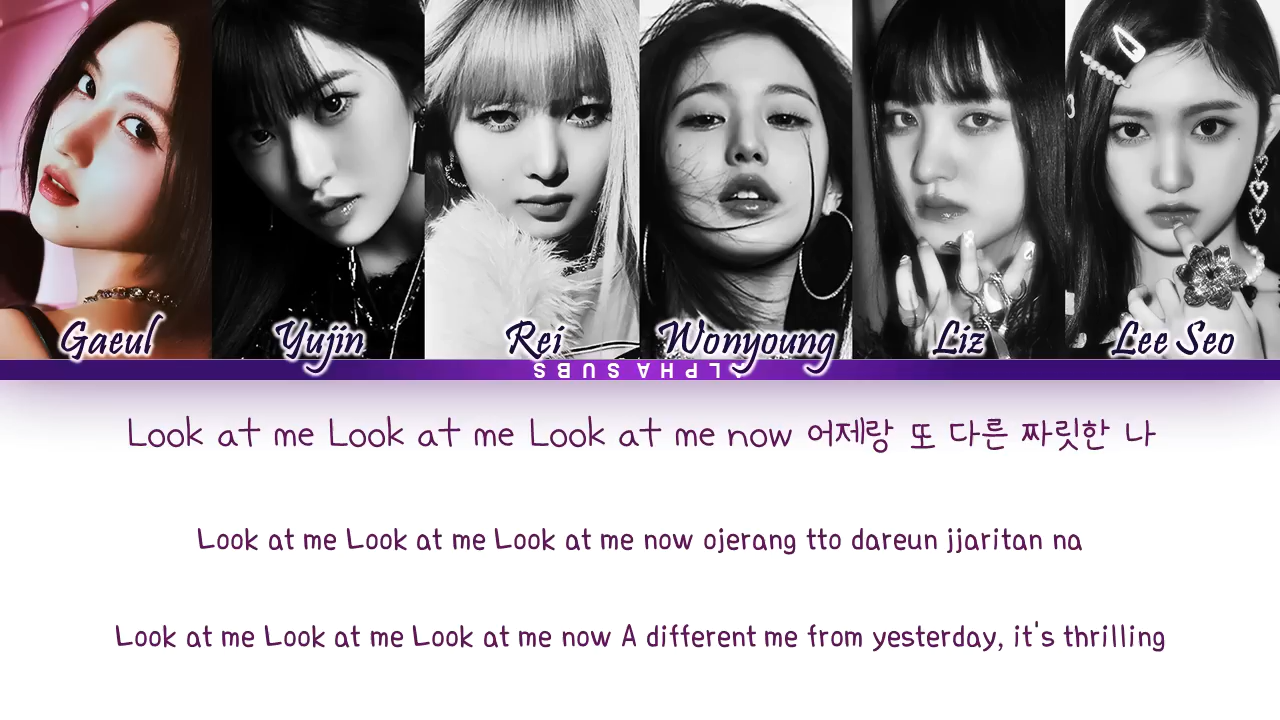 Gaeul Yujin Rei Wonyoung Liz Lee Seo
ALPHA SUBS
Look at me Look at me Look at me now 어제랑 또 다른 짜릿한 나
Look at me Look at me Look at me now ojerang tto dareun jjaritan na
Look at me Look at me Look at me now A different me from yesterday, it's thrilling